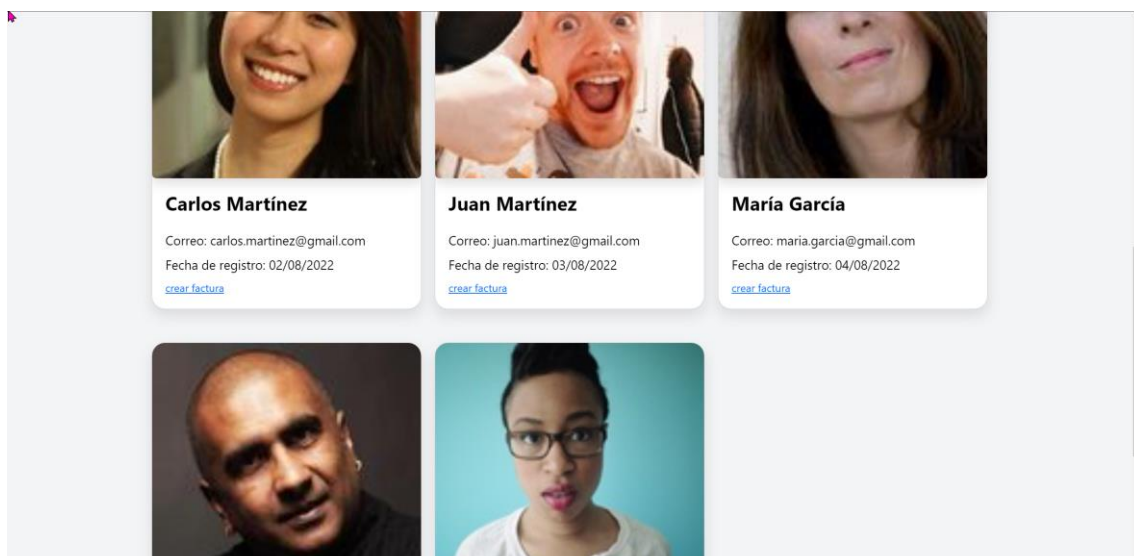 Carlos Martínez
Correo: carlos.martinez@gmail.com
Fecha de registro: 02/08/2022
crear factura
Juan Martínez
Correo: juan.martinez@gmail.com
Fecha de registro: 03/08/2022
crear factura
María García
Correo: maria.garcia@gmail.com
Fecha de registro: 04/08/2022
crear factura